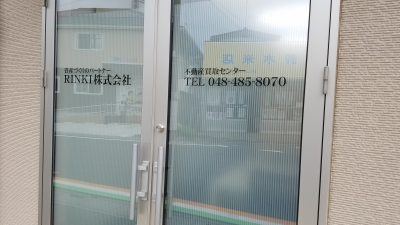 資産づくりのパートナー
RINKI株式会社
不動産買取センター
TEL 048-485-8070